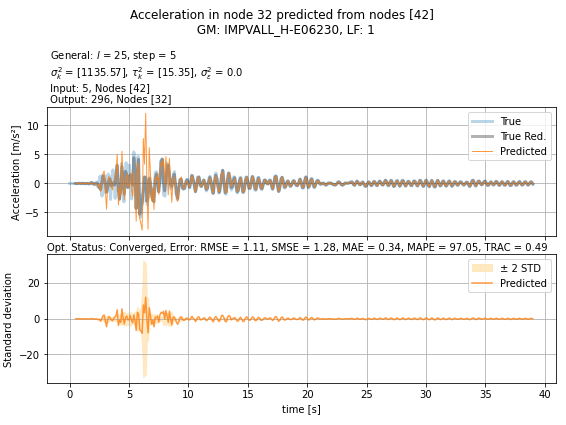 Acceleration in node 32 predicted from nodes [42]
GM: IMPVALL_H-E06230, LF: 1
General: l = 25, step = 5
σ²ₖ = [1135.57], τ²ₖ = [15.35], σ²ε = 0.0
Input: 5, Nodes [42]
Output: 296, Nodes [32]
Acceleration [m/s²]
10
5
0
−5
True
True Red.
Predicted
Opt. Status: Converged, Error: RMSE = 1.11, SMSE = 1.28, MAE = 0.34, MAPE = 97.05, TRAC = 0.49
Standard deviation
20
0
−20
± 2 STD
Predicted
0 5 10 15 20 25 30 35 40
time [s]